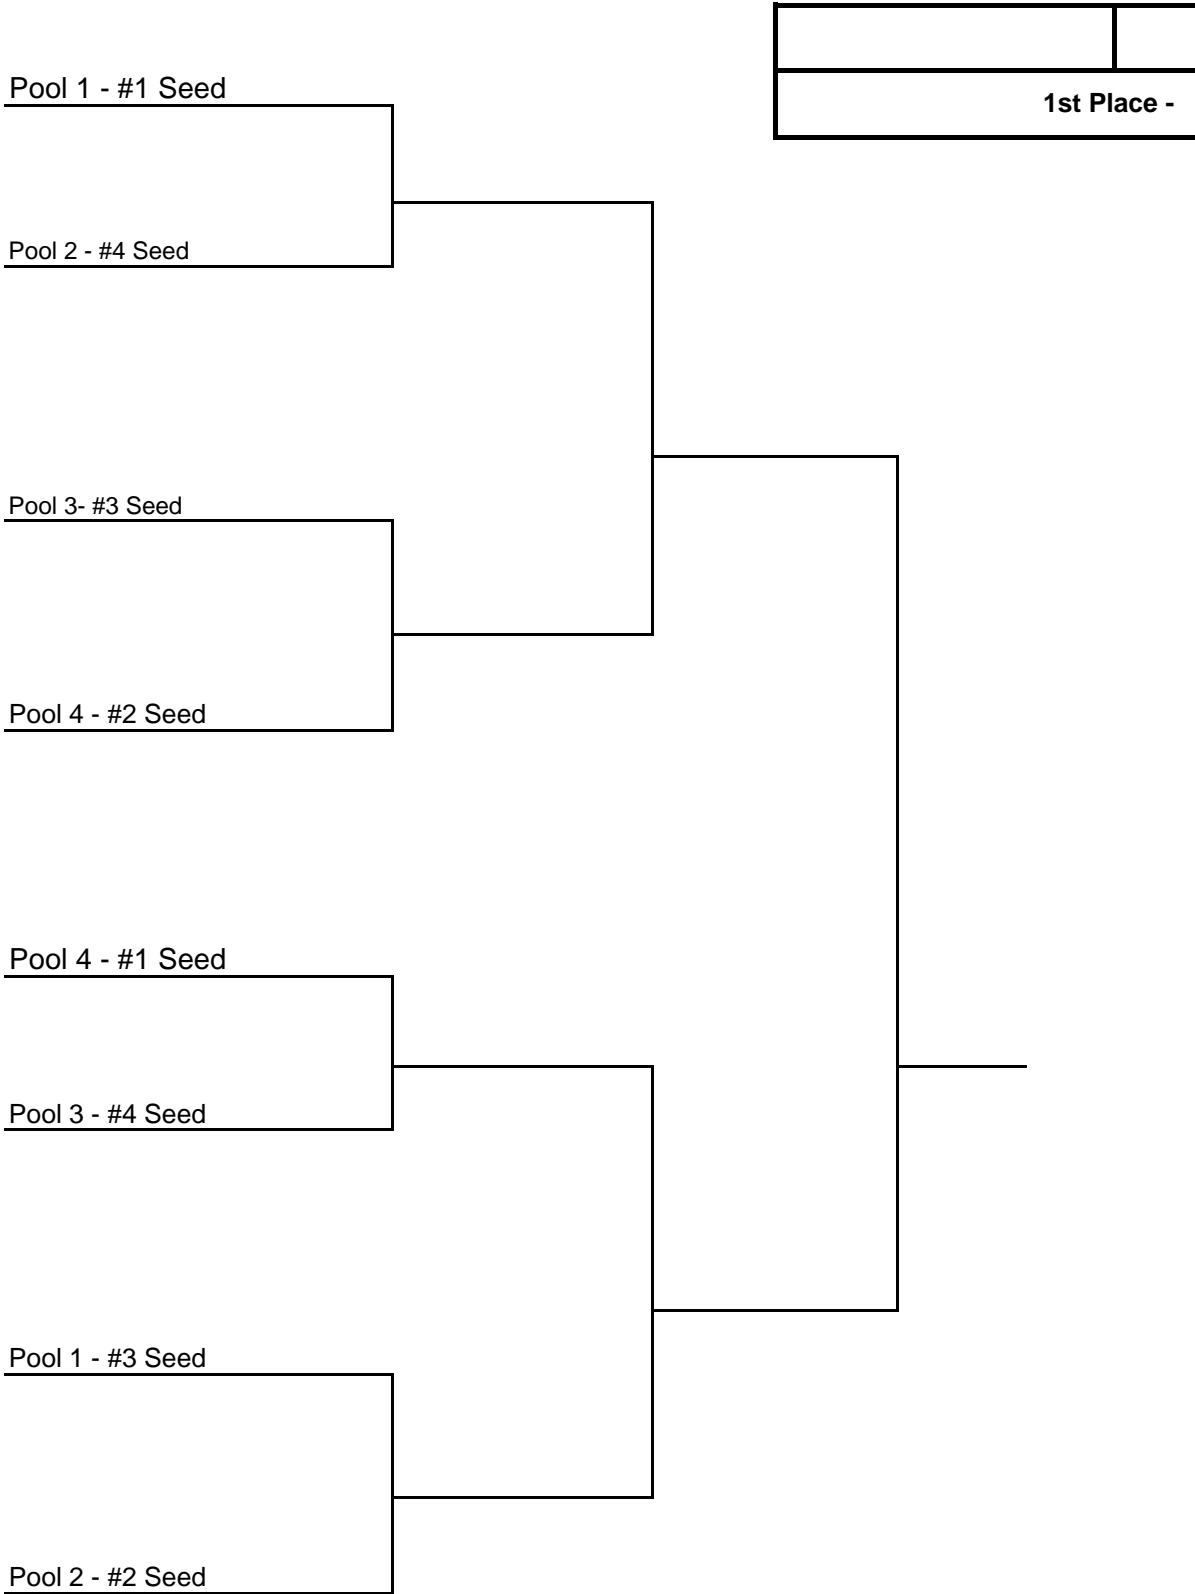 1st Place -
Pool 1 - #1 Seed
Pool 2 - #4 Seed
Pool 3- #3 Seed
Pool 4 - #2 Seed
Pool 4 - #1 Seed
Pool 3 - #4 Seed
Pool 1 - #3 Seed
Pool 2 - #2 Seed